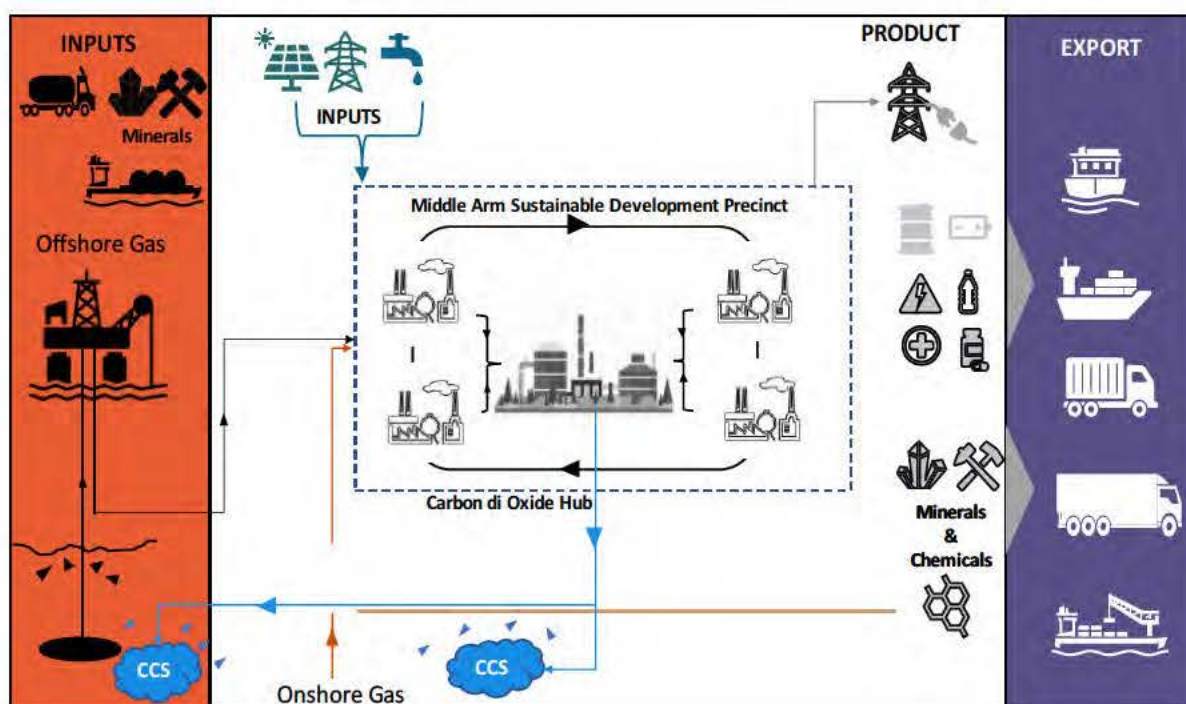 INPUTS
Minerals
Offshore Gas
CCS
INPUTS
Middle Arm Sustainable Development Precinct
Carbon di Oxide Hub
CCS
Onshore Gas
PRODUCT
Minerals
&
Chemicals
EXPORT